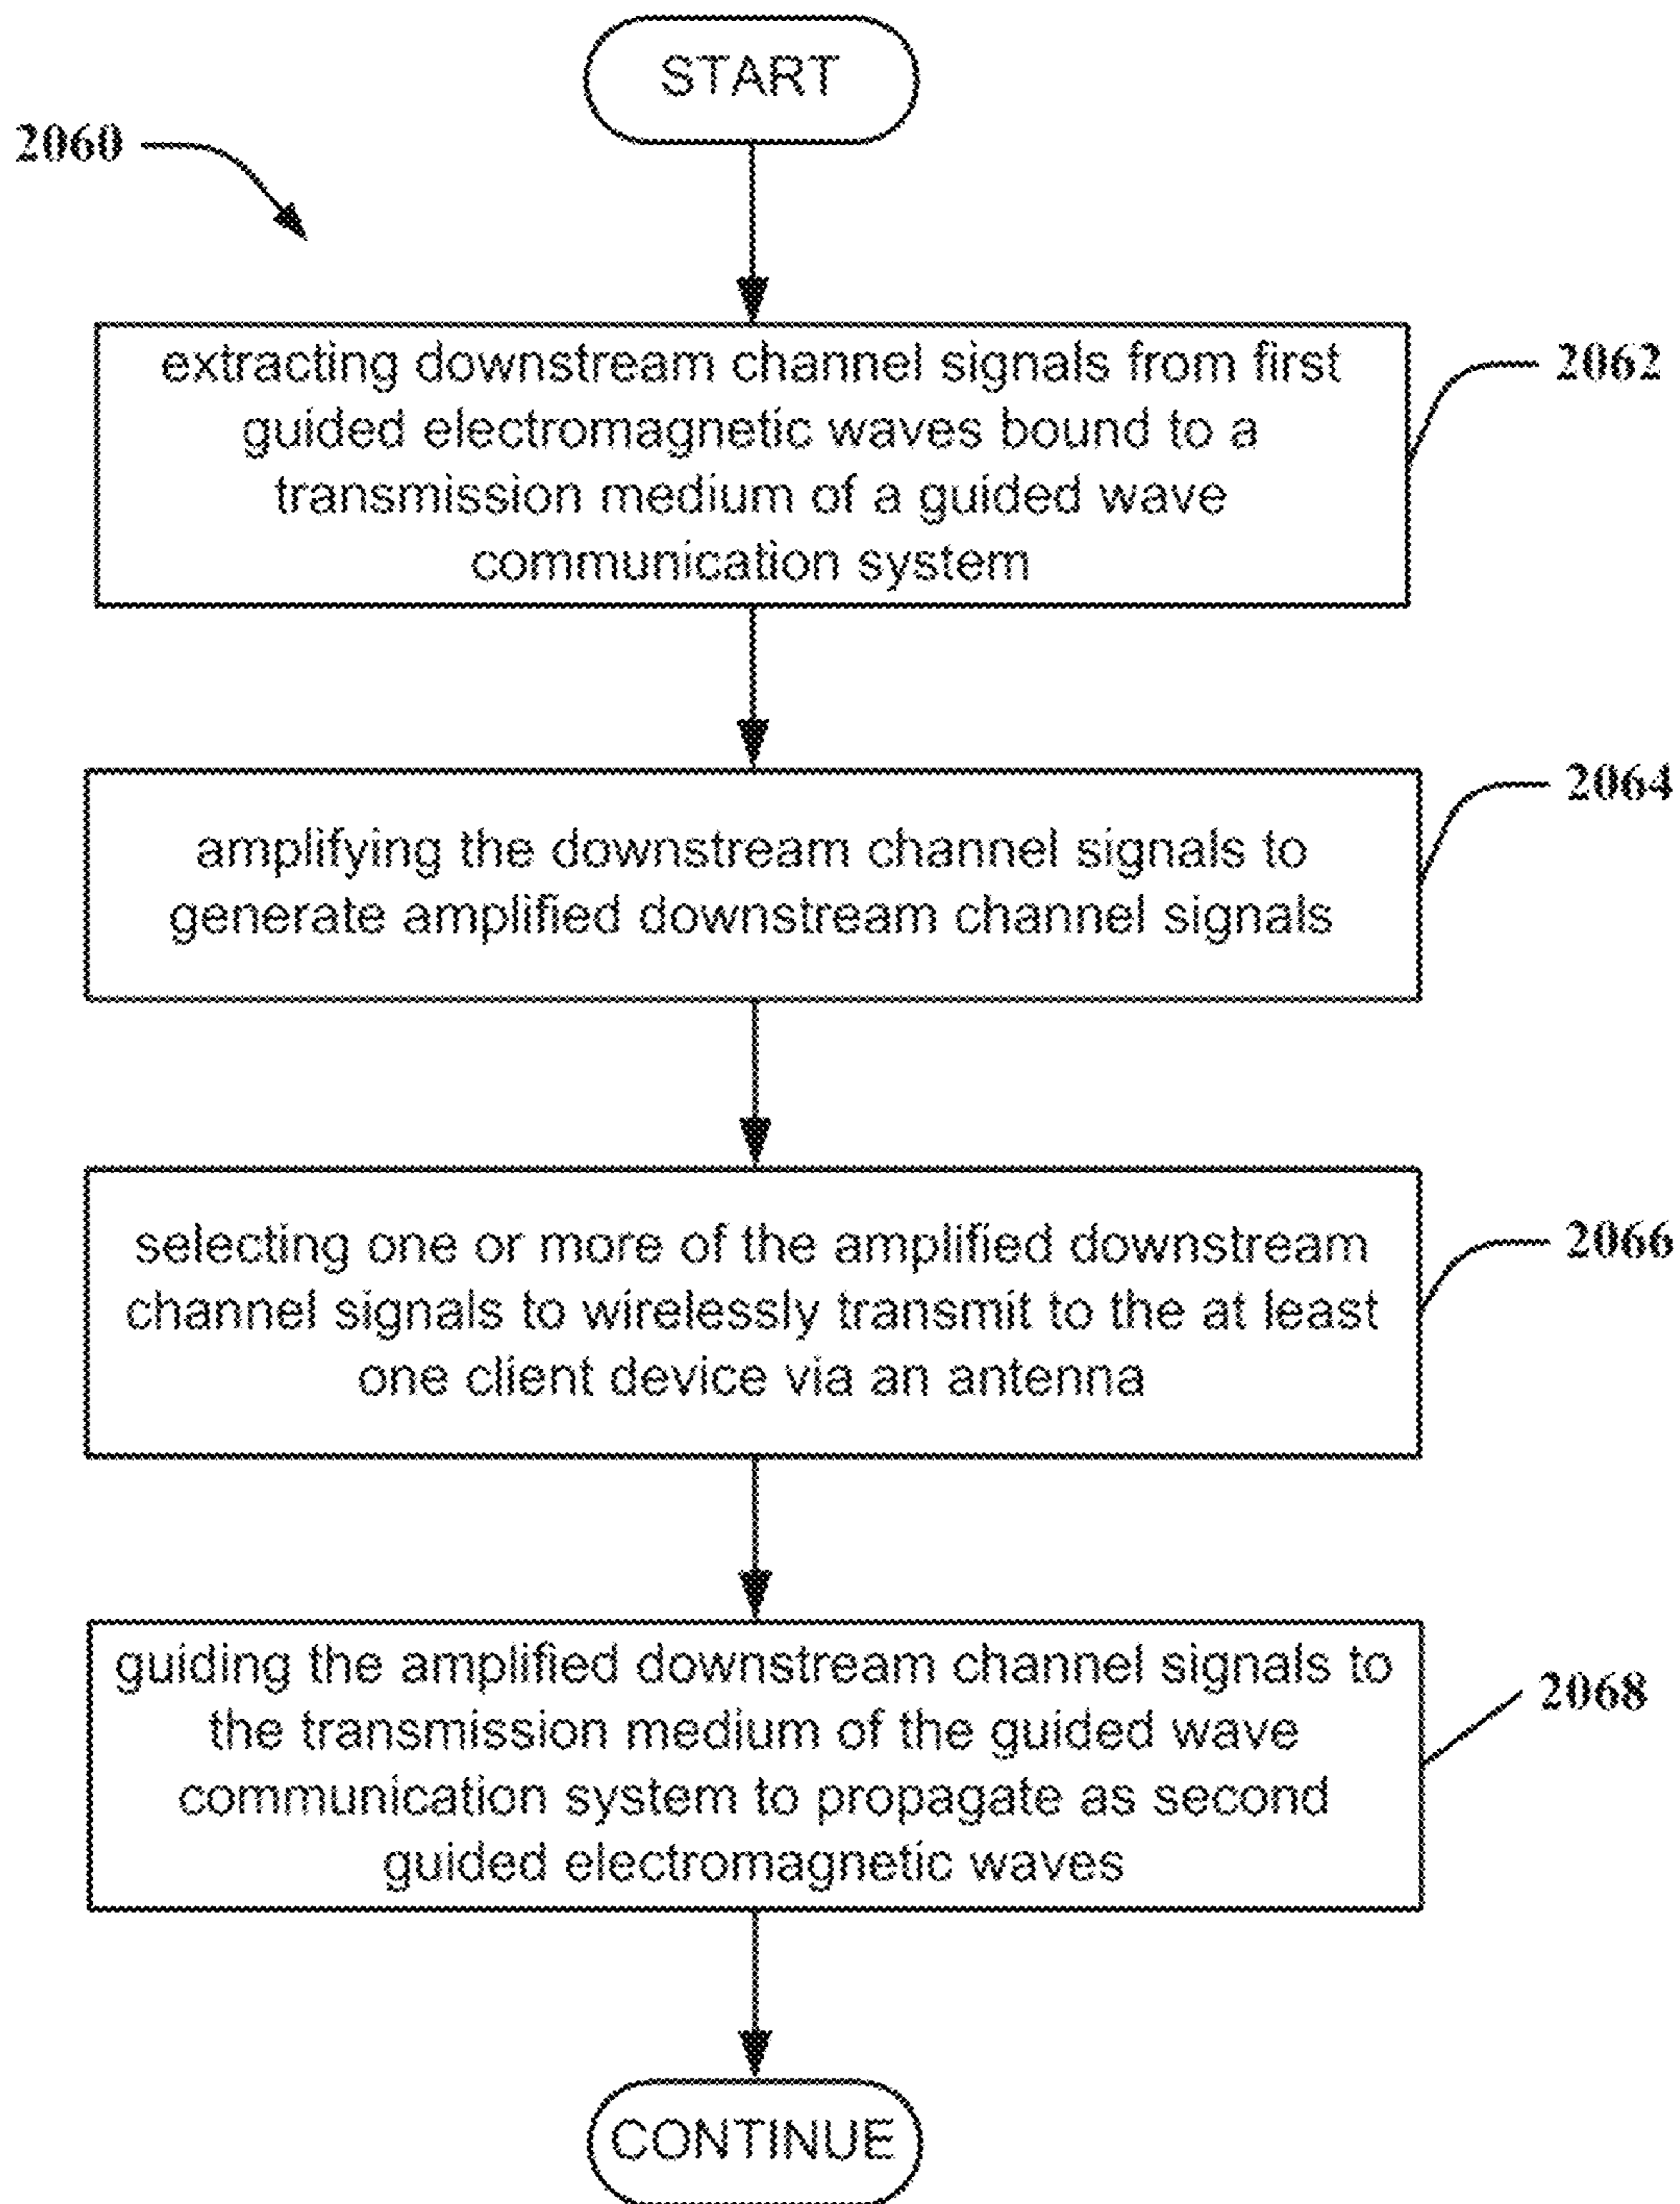 START
2060
extracting downstream channel signals from first
guided electromagnetic waves bound to a
transmission medium of a guided wave
communication system
2062
amplifying the downstream channel signals to
generate amplified downstream channel signals
2064
selecting one or more of the amplified downstream
channel signals to wirelessly transmit to the at least
one client device via an antenna
2066
guiding the amplified downstream channel signals to
the transmission medium of the guided wave
communication system to propagate as second
guided electromagnetic waves
2068
CONTINUE